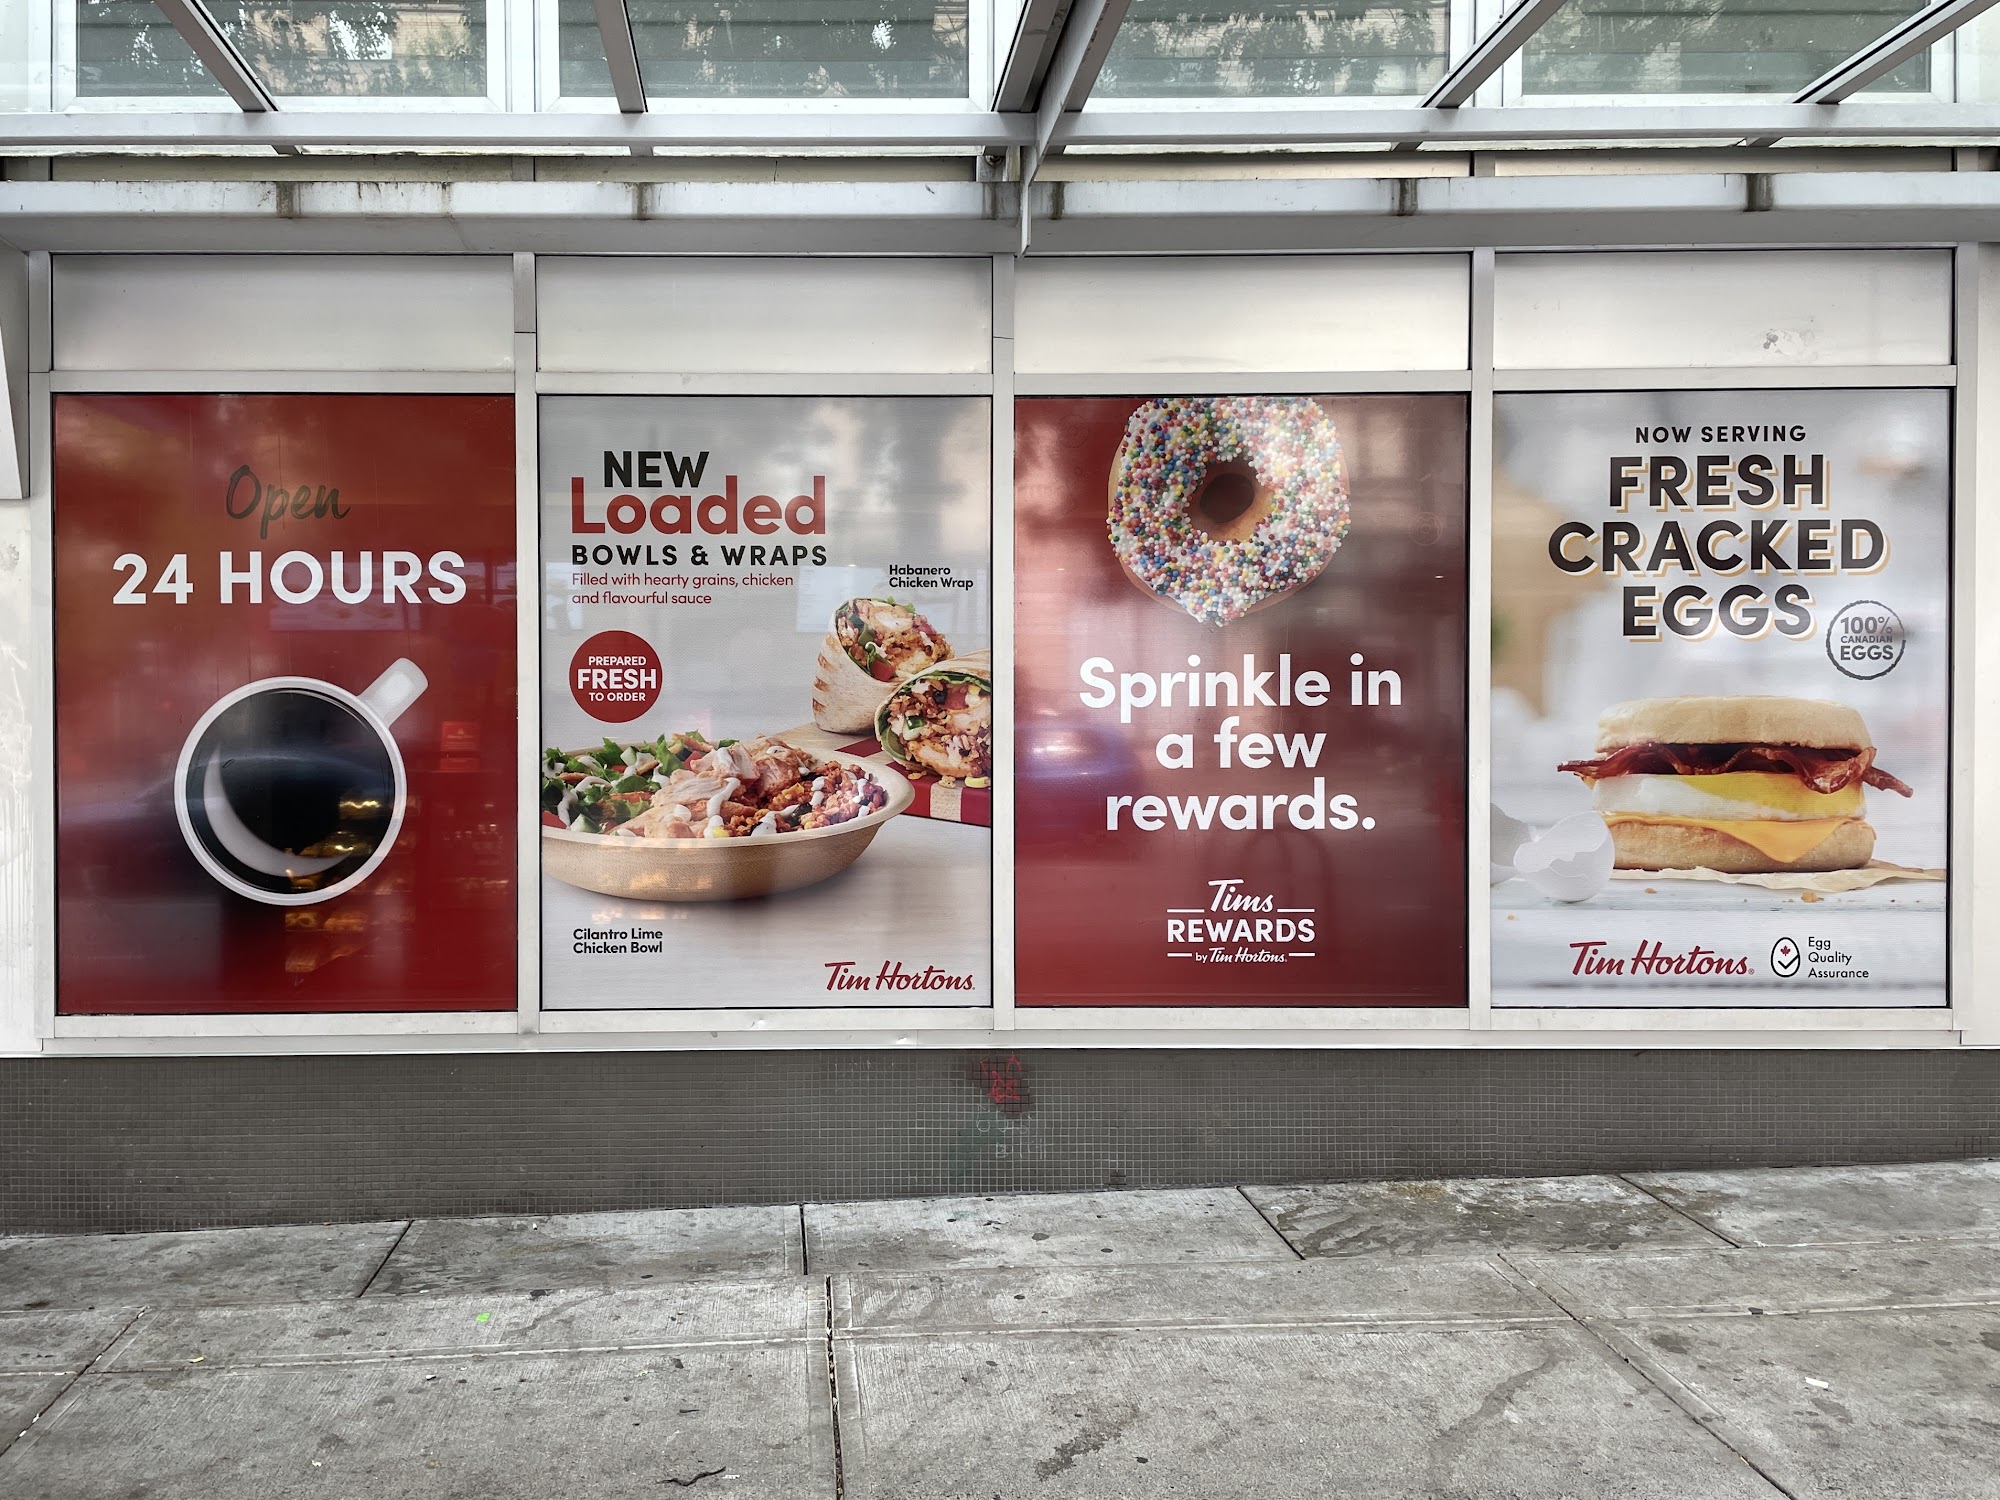 Open
24 HOURS
NEW
Loaded
BOWLS & WRAPS
Filled with hearty grains, chicken
and flavourful sauce
Habanero
Chicken Wrap
PREPARED
FRESH
TO ORDER
Cilantro Lime
Chicken Bowl
Tim Hortons.
Sprinkle in
a few
rewards.
Tims
REWARDS
by Tim Hortons.
NOW SERVING
FRESH
CRACKED
EGGS
100%
CANADIAN
EGGS
Tim Hortons®
Egg
Quality
Assurance